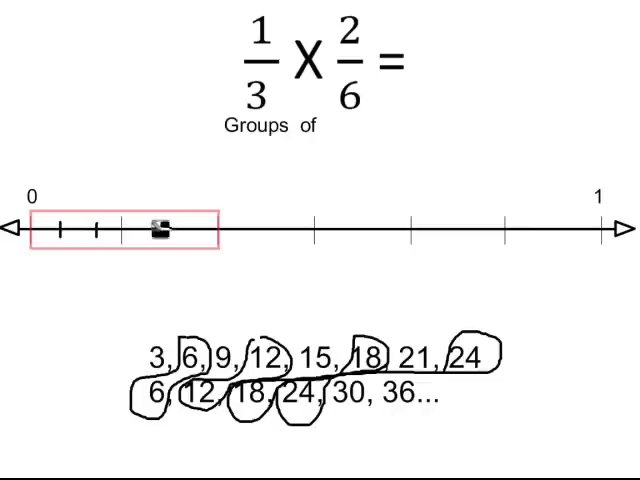 1/3 X 2/6 =
Groups of
0 1
3, 6, 9, 12, 15, 18, 21, 24
6, 12, 18, 24, 30, 36...